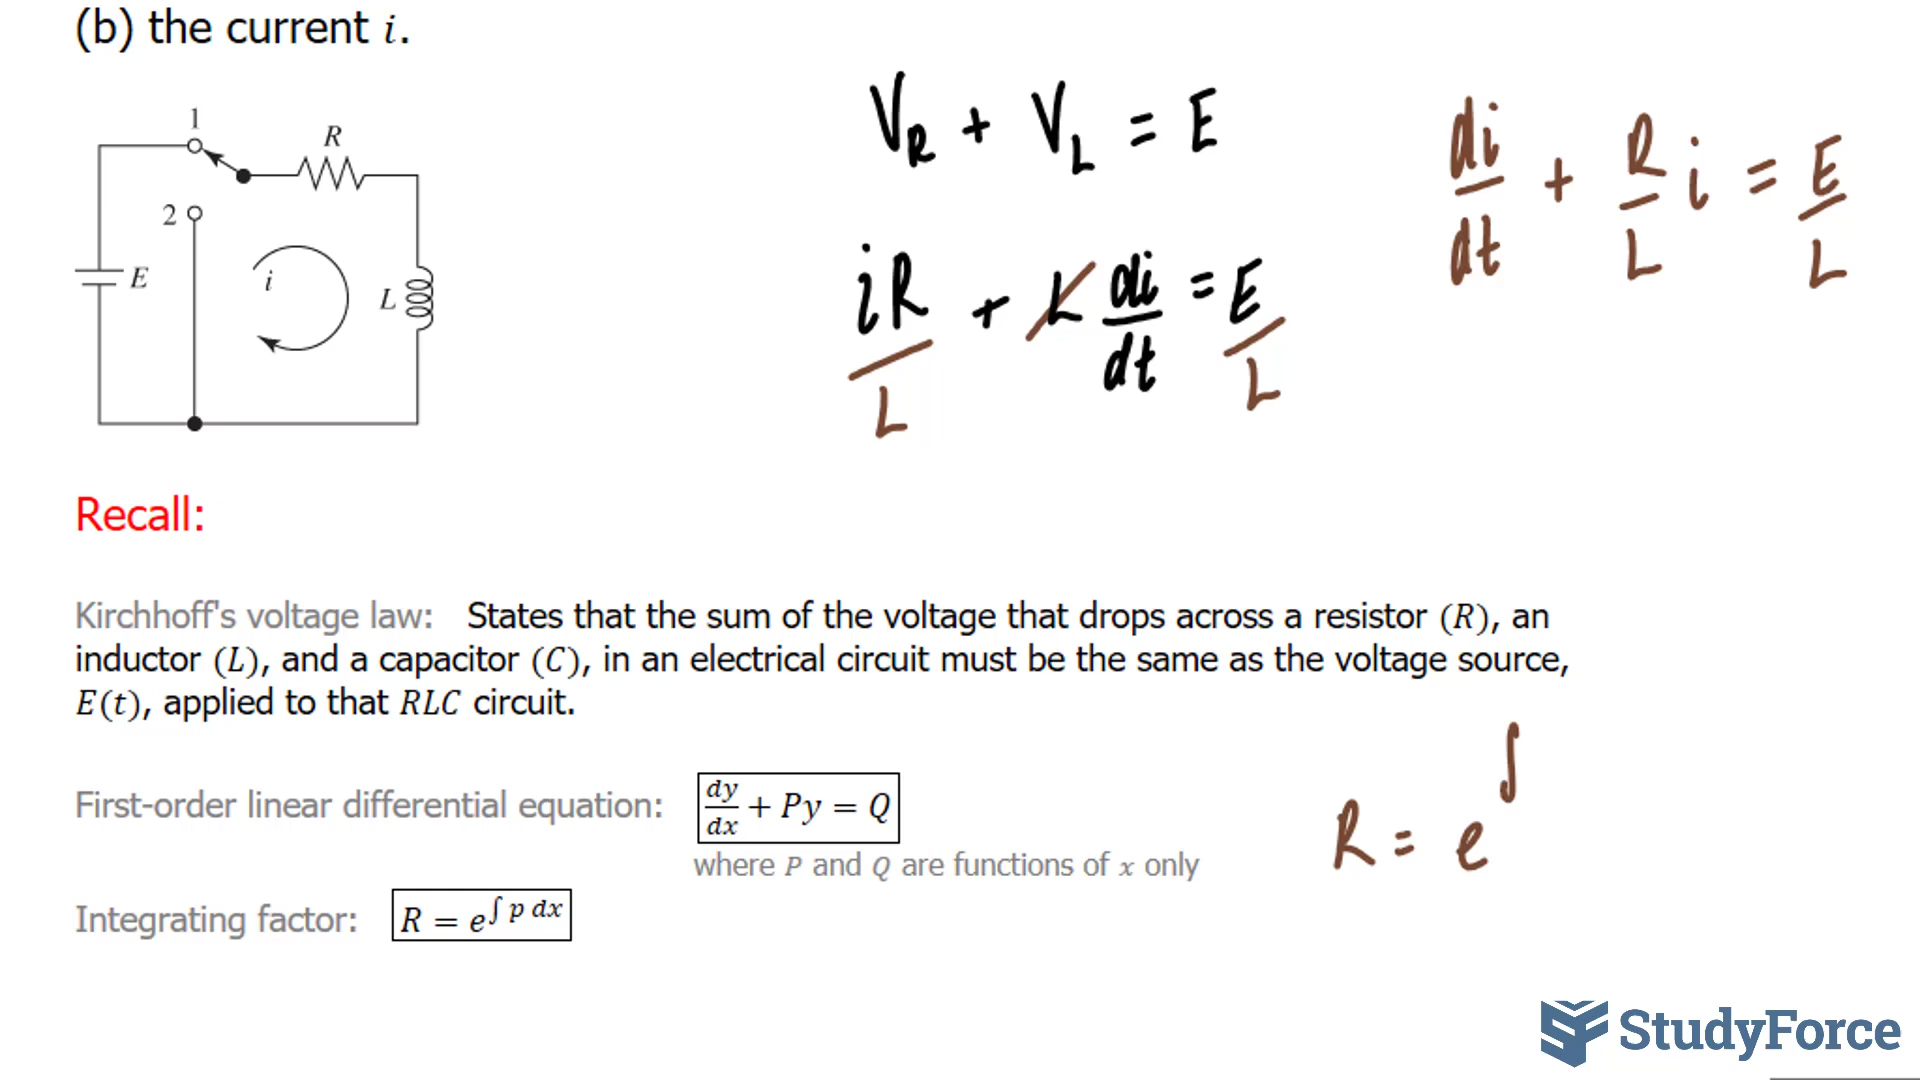 (b) the current i.
1
R
2
E
i
L
V_R + V_L = E
iR/L + L di/dt = E/L
di/dt + R/L i = E/L
Recall:
Kirchhoff's voltage law: States that the sum of the voltage that drops across a resistor (R), an
inductor (L), and a capacitor (C), in an electrical circuit must be the same as the voltage source,
E(t), applied to that RLC circuit.
First-order linear differential equation: dy/dx + Py = Q
where P and Q are functions of x only
Integrating factor: R = e^{∫ p dx}
R = e^∫
StudyForce